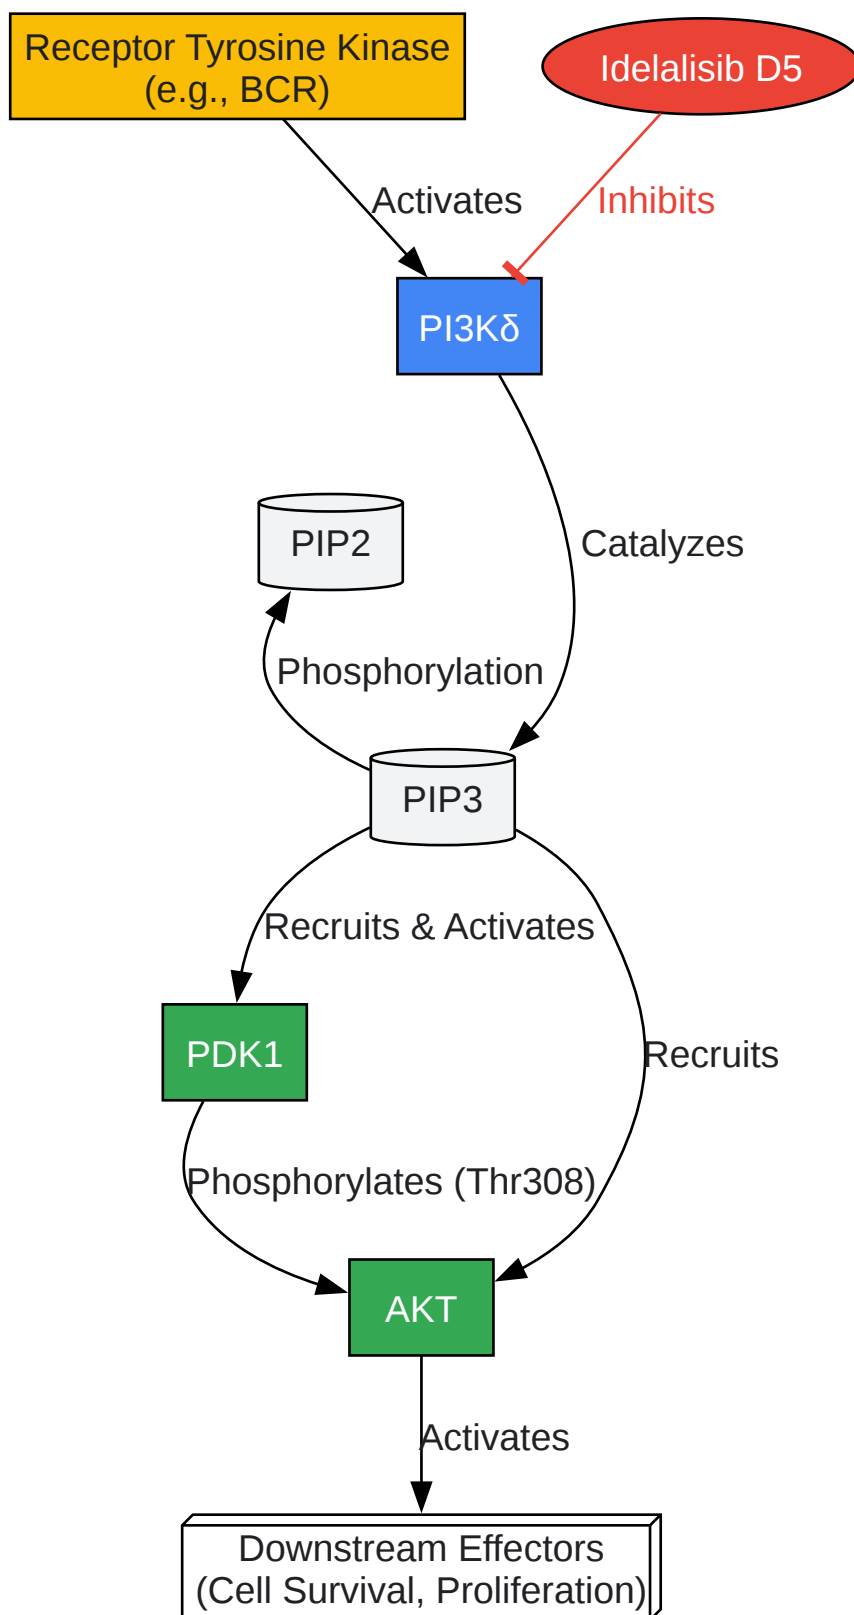 Receptor Tyrosine Kinase
(e.g., BCR)
Idelalisib D5
Activates
Inhibits
PI3Kδ
PIP2
Catalyzes
Phosphorylation
PIP3
Recruits & Activates
PDK1
Recruits
Phosphorylates (Thr308)
AKT
Activates
Downstream Effectors
(Cell Survival, Proliferation)